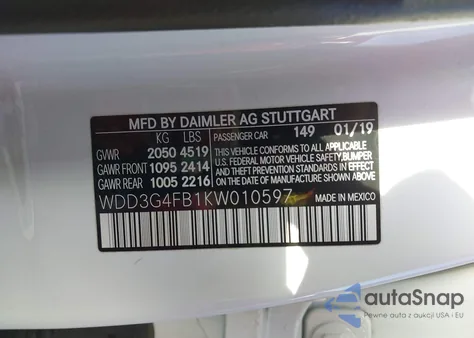 MFD BY DAIMLER AG STUTTGART
KG LBS PASSENGER CAR 149 01/19
GVWR 2050 4519
GAWR FRONT 1095 2414
GAWR REAR 1005 2216
THIS VEHICLE CONFORMS TO ALL APPLICABLE
U.S. FEDERAL MOTOR VEHICLE SAFETY, BUMPER
AND THEFT PREVENTION STANDARDS IN EFFECT
ON THE DATE OF MANUFACTURE SHOWN ABOVE.
WDD3G4FB1KW010597
MADE IN MEXICO
autoSnap
Pewne auta z aukcji USA i EU